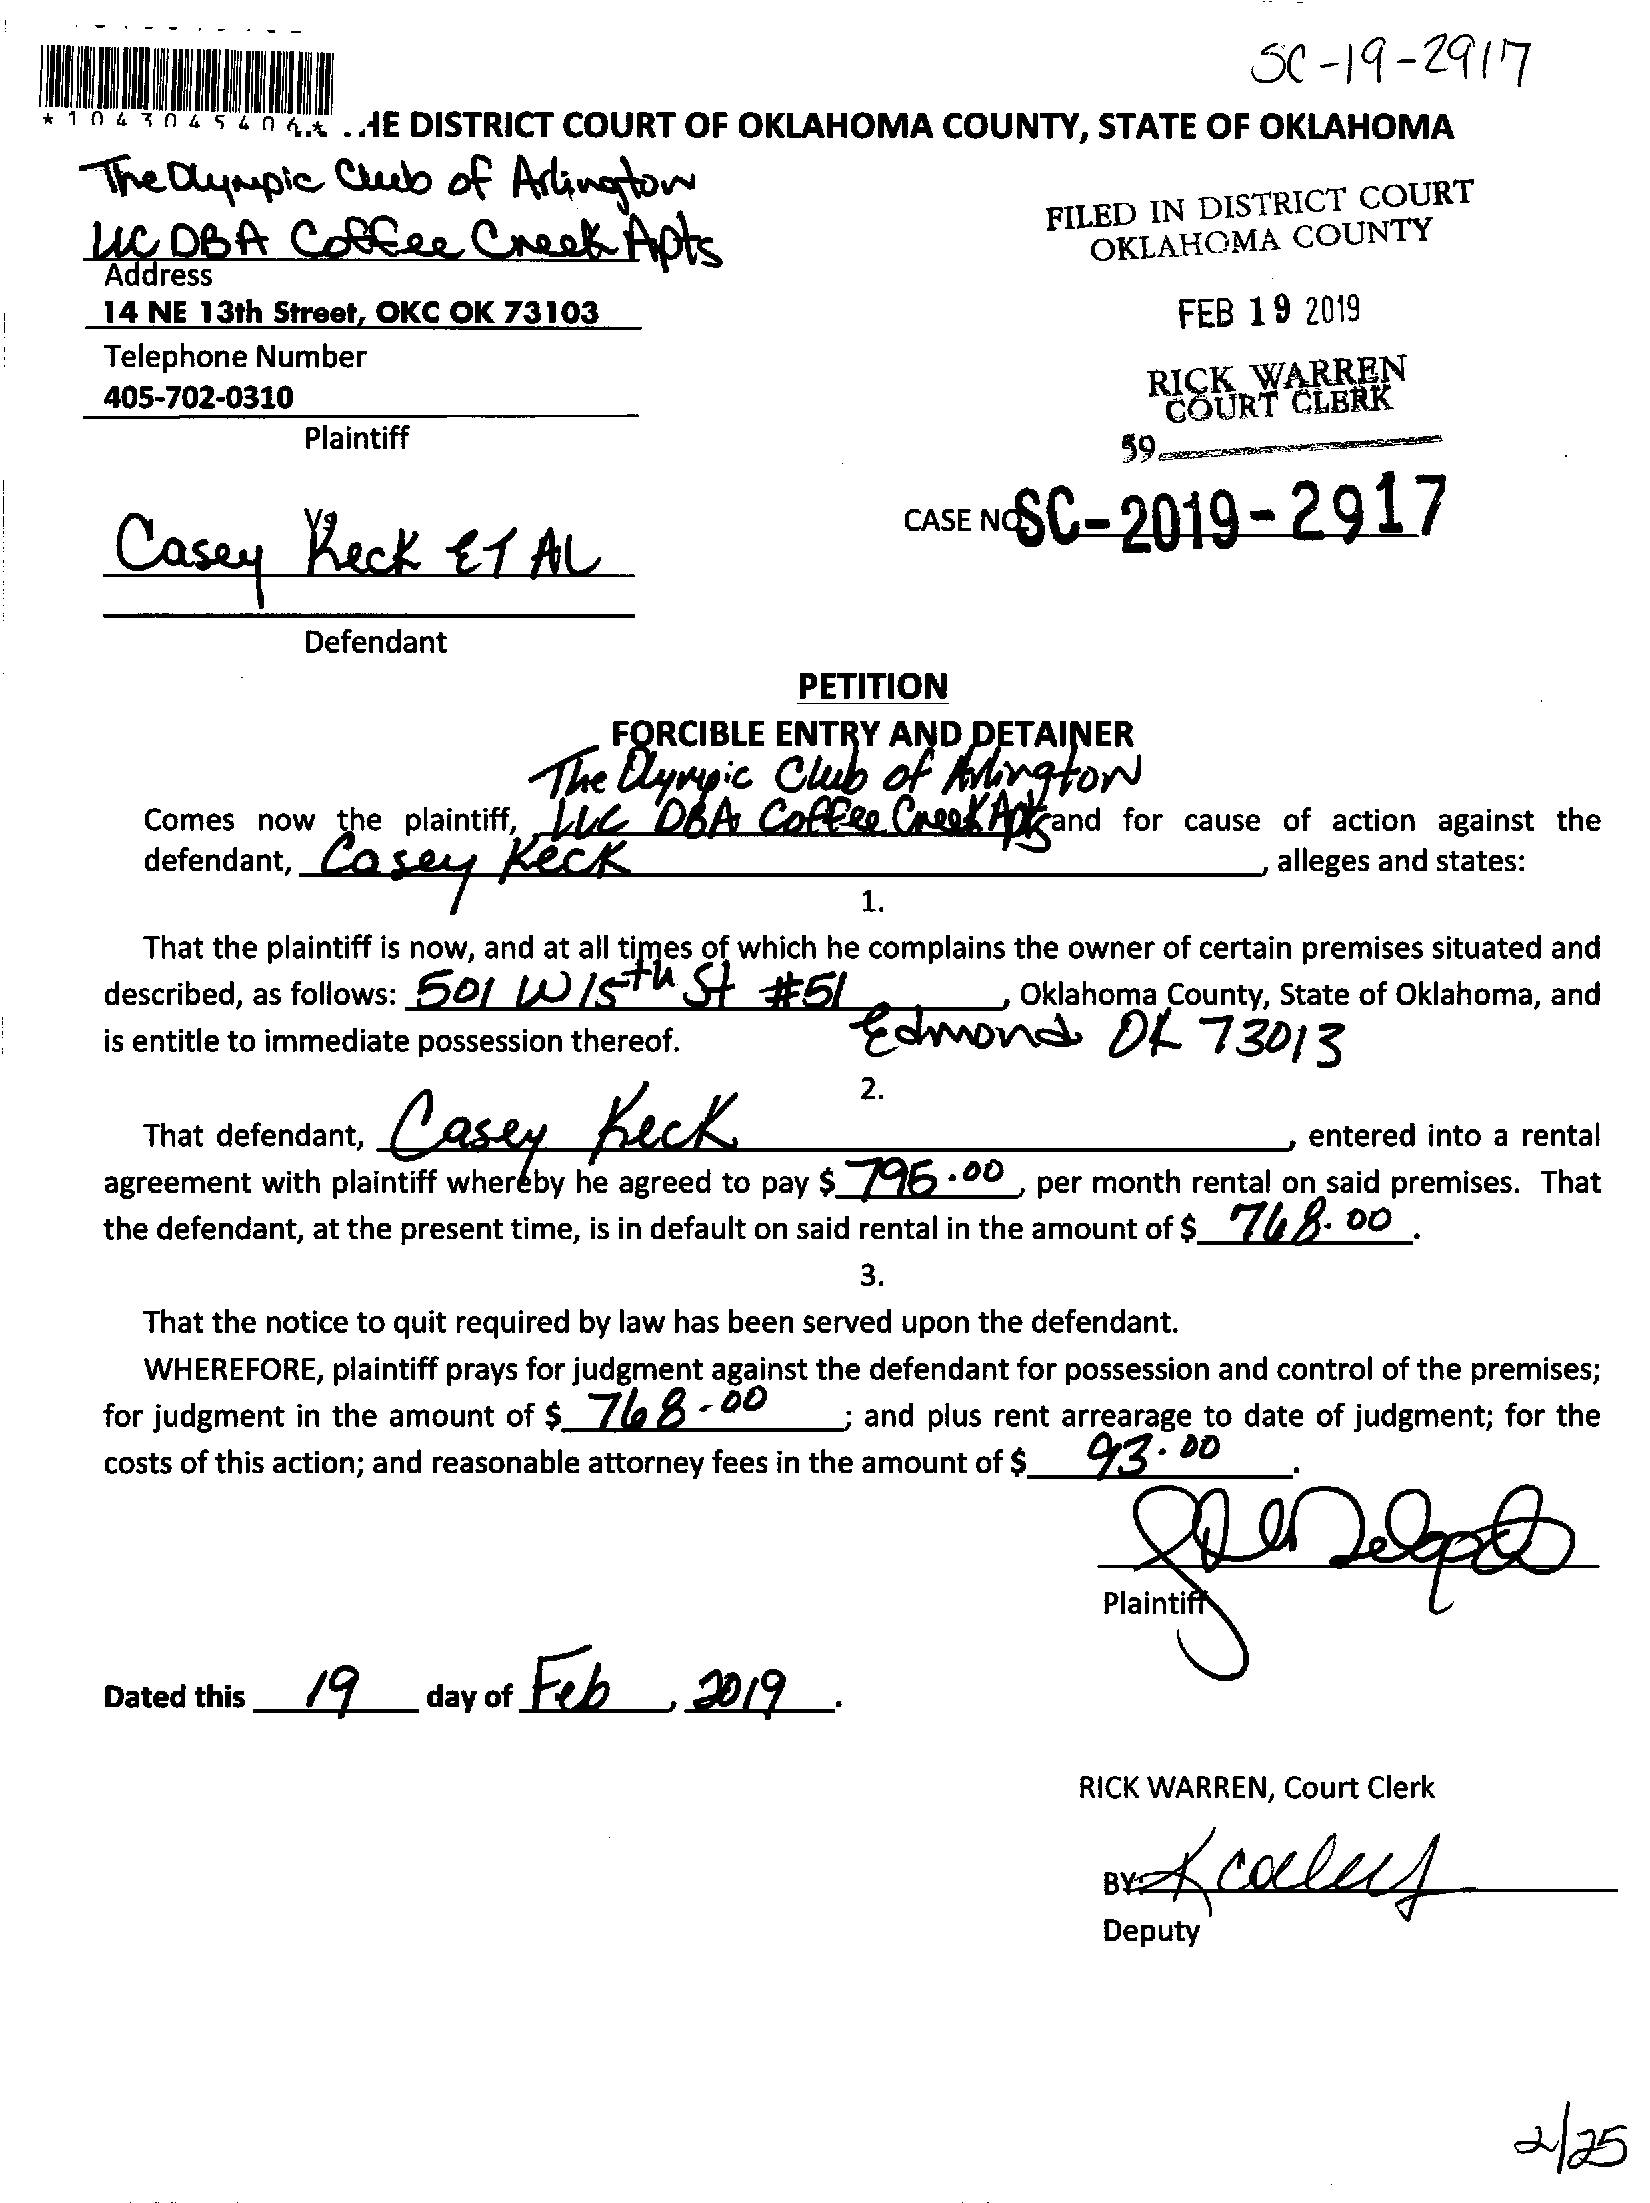 SC-19-2917
*1043045406* ..HE DISTRICT COURT OF OKLAHOMA COUNTY, STATE OF OKLAHOMA
The Olympic Club of Arlington
LLC DBA Coffee Creek Apts
Address
14 NE 13th Street, OKC OK 73103
Telephone Number
405-702-0310
Plaintiff
FILED IN DISTRICT COURT
OKLAHOMA COUNTY
FEB 19 2019
RICK WARREN
COURT CLERK
59
CASE NO SC-2019-2917
Vs
Casey Keck ET AL
Defendant
PETITION
FORCIBLE ENTRY AND DETAINER
The Olympic Club of Arlington
Comes now the plaintiff, LLC DBA Coffee Creek Apts and for cause of action against the
defendant, Casey Keck, alleges and states:
1.
That the plaintiff is now, and at all times of which he complains the owner of certain premises situated and
described, as follows: 501 W 15th St #51, Oklahoma County, State of Oklahoma, and
is entitle to immediate possession thereof. Edmond OK 73013
2.
That defendant, Casey Keck, entered into a rental
agreement with plaintiff whereby he agreed to pay $ 795.00, per month rental on said premises. That
the defendant, at the present time, is in default on said rental in the amount of $ 768.00.
3.
That the notice to quit required by law has been served upon the defendant.
WHEREFORE, plaintiff prays for judgment against the defendant for possession and control of the premises;
for judgment in the amount of $ 768.00; and plus rent arrearage to date of judgment; for the
costs of this action; and reasonable attorney fees in the amount of $ 93.00.
Plaintiff
Dated this 19 day of Feb, 2019.
RICK WARREN, Court Clerk
BY:
Deputy
2/25